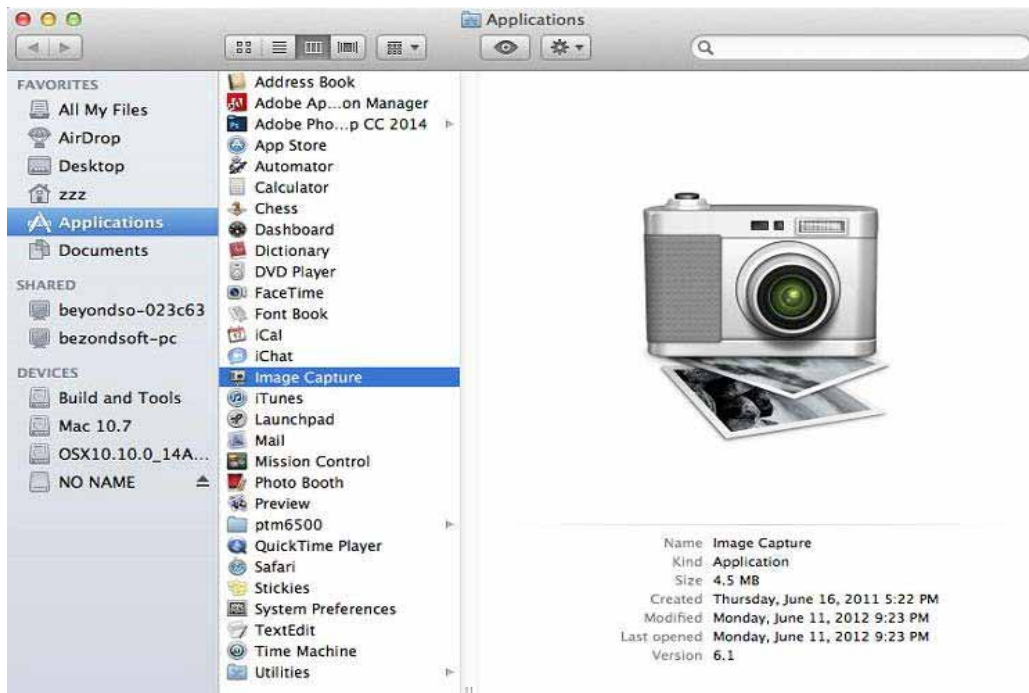 Applications
FAVORITES
All My Files
AirDrop
Desktop
zzz
Applications
Documents
SHARED
beyondso-023c63
bezondsoft-pc
DEVICES
Build and Tools
Mac 10.7
OSX10.10.0_14A...
NO NAME
Address Book
Adobe Ap...on Manager
Adobe Pho...p CC 2014
App Store
Automator
Calculator
Chess
Dashboard
Dictionary
DVD Player
FaceTime
Font Book
iCal
iChat
Image Capture
iTunes
Launchpad
Mail
Mission Control
Photo Booth
Preview
ptm6500
QuickTime Player
Safari
Stickies
System Preferences
TextEdit
Time Machine
Utilities
Name Image Capture
Kind Application
Size 4.5 MB
Created Thursday, June 16, 2011 5:22 PM
Modified Monday, June 11, 2012 9:23 PM
Last opened Monday, June 11, 2012 9:23 PM
Version 6.1